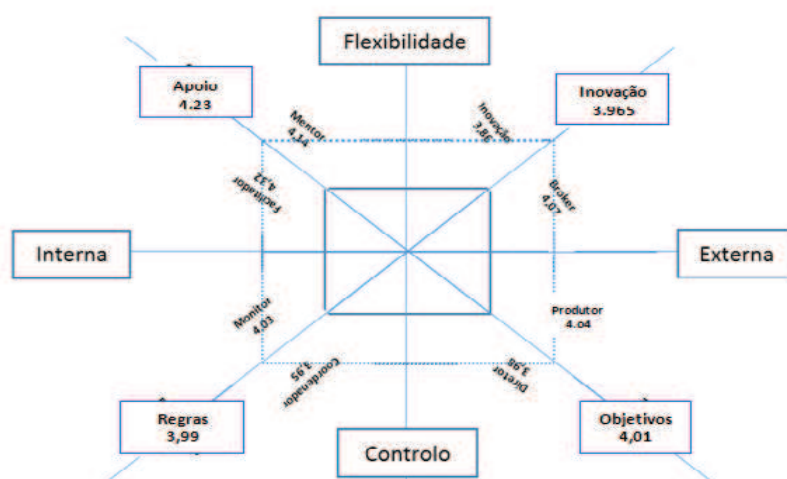 Flexibilidade
Apoio
4.23
Inovação
3.965
Mentor
4,14
Inovação
3,86
Facilitador
4,32
Broker
4,07
Interna
Externa
Monitor
4,03
Produtor
4.04
Coordenador
3,95
Diretor
3,98
Regras
3,99
Objetivos
4,01
Controlo